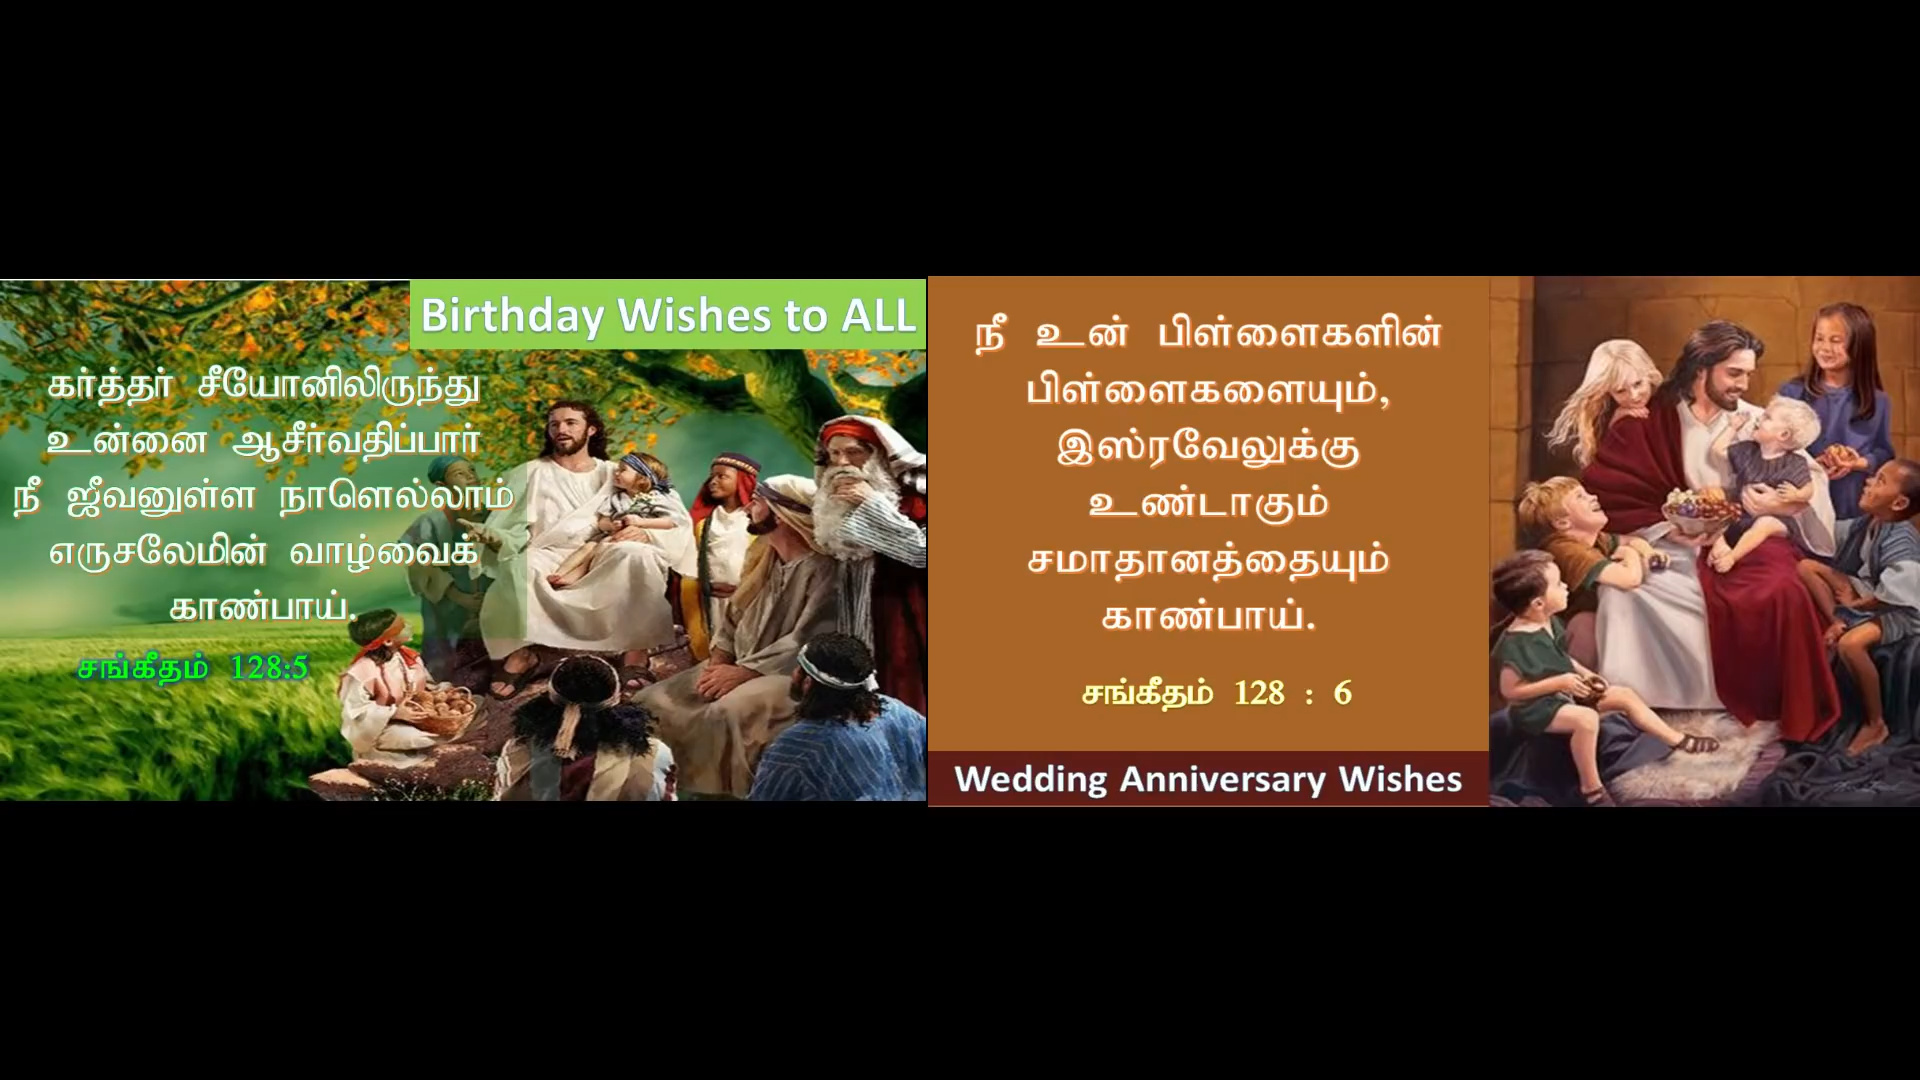 Birthday Wishes to ALL
கர்த்தர் சீயோனிலிருந்து
உன்னை ஆசீர்வதிப்பார்
நீ ஜீவனுள்ள நாளெல்லாம்
எருசலேமின் வாழ்வைக்
காண்பாய்.
சங்கீதம் 128:5
நீ உன் பிள்ளைகளின்
பிள்ளைகளையும்,
இஸ்ரவேலுக்கு
உண்டாகும்
சமாதானத்தையும்
காண்பாய்.
சங்கீதம் 128 : 6
Wedding Anniversary Wishes